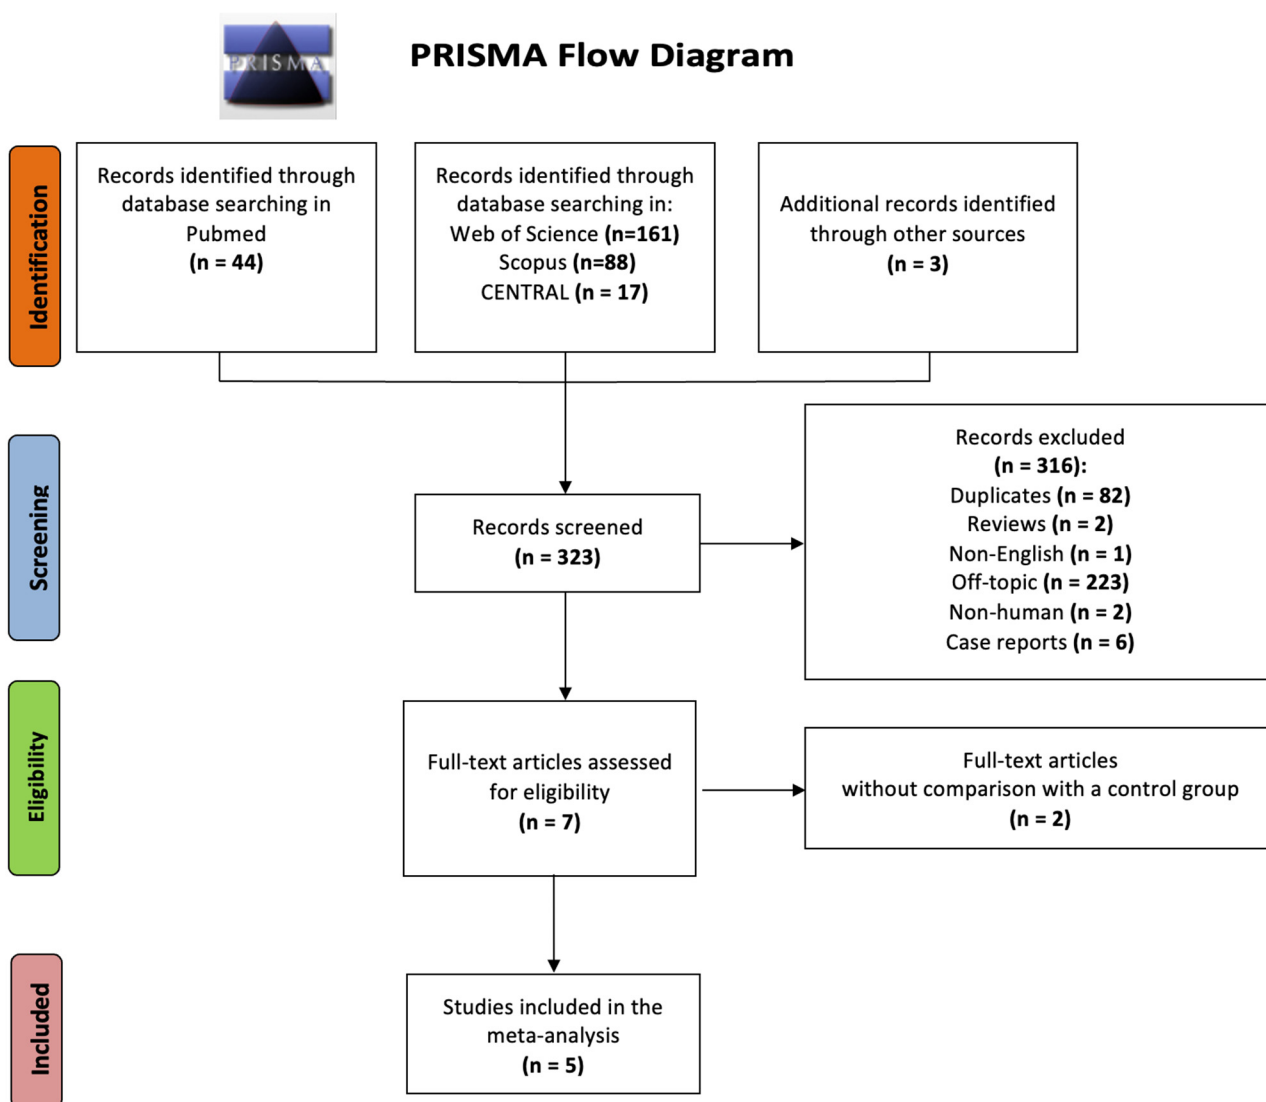 PRISMA
PRISMA Flow Diagram
Identification
Records identified through
database searching in
Pubmed
(n = 44)
Records identified through
database searching in:
Web of Science (n=161)
Scopus (n=88)
CENTRAL (n = 17)
Additional records identified
through other sources
(n = 3)
Screening
Records screened
(n = 323)
Records excluded
(n = 316):
Duplicates (n = 82)
Reviews (n = 2)
Non-English (n = 1)
Off-topic (n = 223)
Non-human (n = 2)
Case reports (n = 6)
Eligibility
Full-text articles assessed
for eligibility
(n = 7)
Full-text articles
without comparison with a control group
(n = 2)
Included
Studies included in the
meta-analysis
(n = 5)